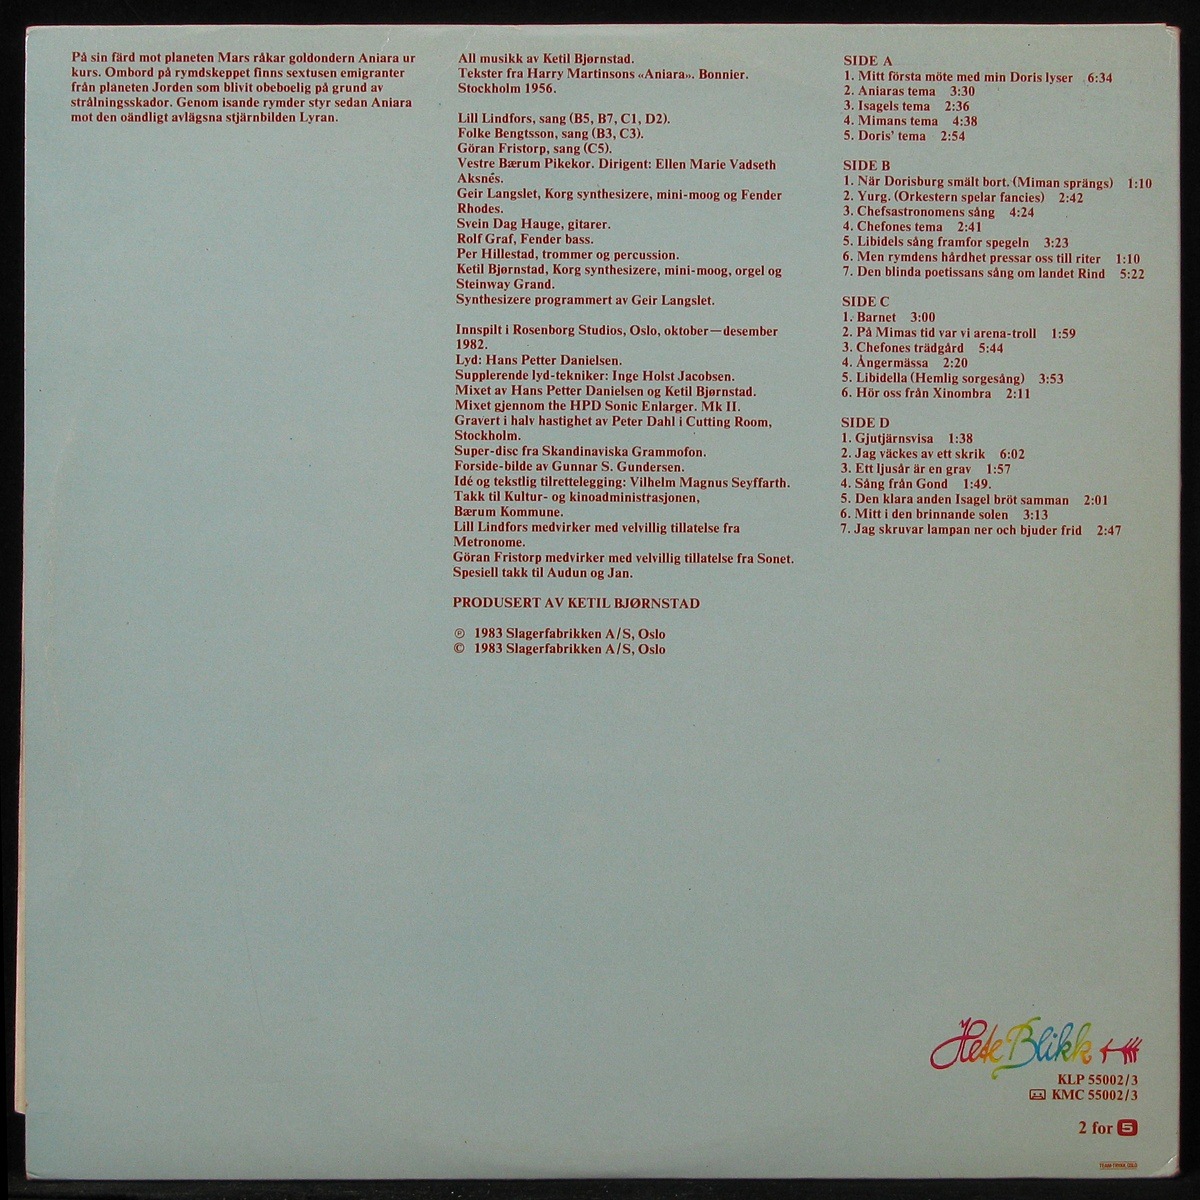 På sin färd mot planeten Mars råkar goldondern Aniara ur
kurs. Ombord på rymdskeppet finns sextusen emigranter
från planeten Jorden som blivit obeboelig på grund av
strålningsskador. Genom isande rymder styr sedan Aniara
mot den oändligt avlägsna stjärnbilden Lyran.
All musikk av Ketil Bjørnstad.
Tekster fra Harry Martinsons «Aniara». Bonnier.
Stockholm 1956.
Lill Lindfors, sang (B5, B7, C1, D2).
Folke Bengtsson, sang (B3, C3).
Göran Fristorp, sang (C5).
Vestre Bærum Pikekor. Dirigent: Ellen Marie Vadseth
Aksnes.
Geir Langslet, Korg synthesizere, mini-moog og Fender
Rhodes.
Svein Dag Hauge, gitarer.
Rolf Graf, Fender bass.
Per Hillestad, trommer og percussion.
Ketil Bjørnstad, Korg synthesizere, mini-moog, orgel og
Steinway Grand.
Synthesizere programmert av Geir Langslet.
Innspilt i Rosenborg Studios, Oslo, oktober—desember
1982.
Lyd: Hans Petter Danielsen.
Supplerende lyd-tekniker: Inge Holst Jacobsen.
Mixet av Hans Petter Danielsen og Ketil Bjørnstad.
Mixet gjennom the HPD Sonic Enlarger. Mk II.
Gravert i halv hastighet av Peter Dahl i Cutting Room,
Stockholm.
Super-disc fra Skandinaviska Grammofon.
Forside-bilde av Gunnar S. Gundersen.
Idé og tekstlig tilrettelegging: Vilhelm Magnus Seyffarth.
Takk til Kultur- og kinoadministrasjonen,
Bærum Kommune.
Lill Lindfors medvirker med velvillig tillatelse fra
Metronome.
Göran Fristorp medvirker med velvillig tillatelse fra Sonet.
Spesiell takk til Audun og Jan.
PRODUSERT AV KETIL BJØRNSTAD
℗ 1983 Slagerfabrikken A/S, Oslo
© 1983 Slagerfabrikken A/S, Oslo
SIDE A
1. Mitt första möte med min Doris lyser 6:34
2. Aniaras tema 3:30
3. Isagels tema 2:36
4. Mimans tema 4:38
5. Doris' tema 2:54
SIDE B
1. När Dorisburg smält bort. (Miman sprängs) 1:10
2. Yurg. (Orkestern spelar fancies) 2:42
3. Chefsastronomens sång 4:24
4. Chefones tema 2:41
5. Libidels sång framfor spegeln 3:23
6. Men rymdens hårdhet pressar oss till riter 1:10
7. Den blinda poetissans sång om landet Rind 5:22
SIDE C
1. Barnet 3:00
2. På Mimas tid var vi arena-troll 1:59
3. Chefones trädgård 5:44
4. Ångermässa 2:20
5. Libidella (Hemlig sorgesång) 3:53
6. Hör oss från Xinombra 2:11
SIDE D
1. Gjutjärnsvisa 1:38
2. Jag väckes av ett skrik 6:02
3. Ett ljusår är en grav 1:57
4. Sång från Gond 1:49.
5. Den klara anden Isagel bröt samman 2:01
6. Mitt i den brinnande solen 3:13
7. Jag skruvar lampan ner och bjuder frid 2:47
Hete Blikk
KLP 55002/3
KMC 55002/3
2 for 5
TEAM TRYKK, OSLO